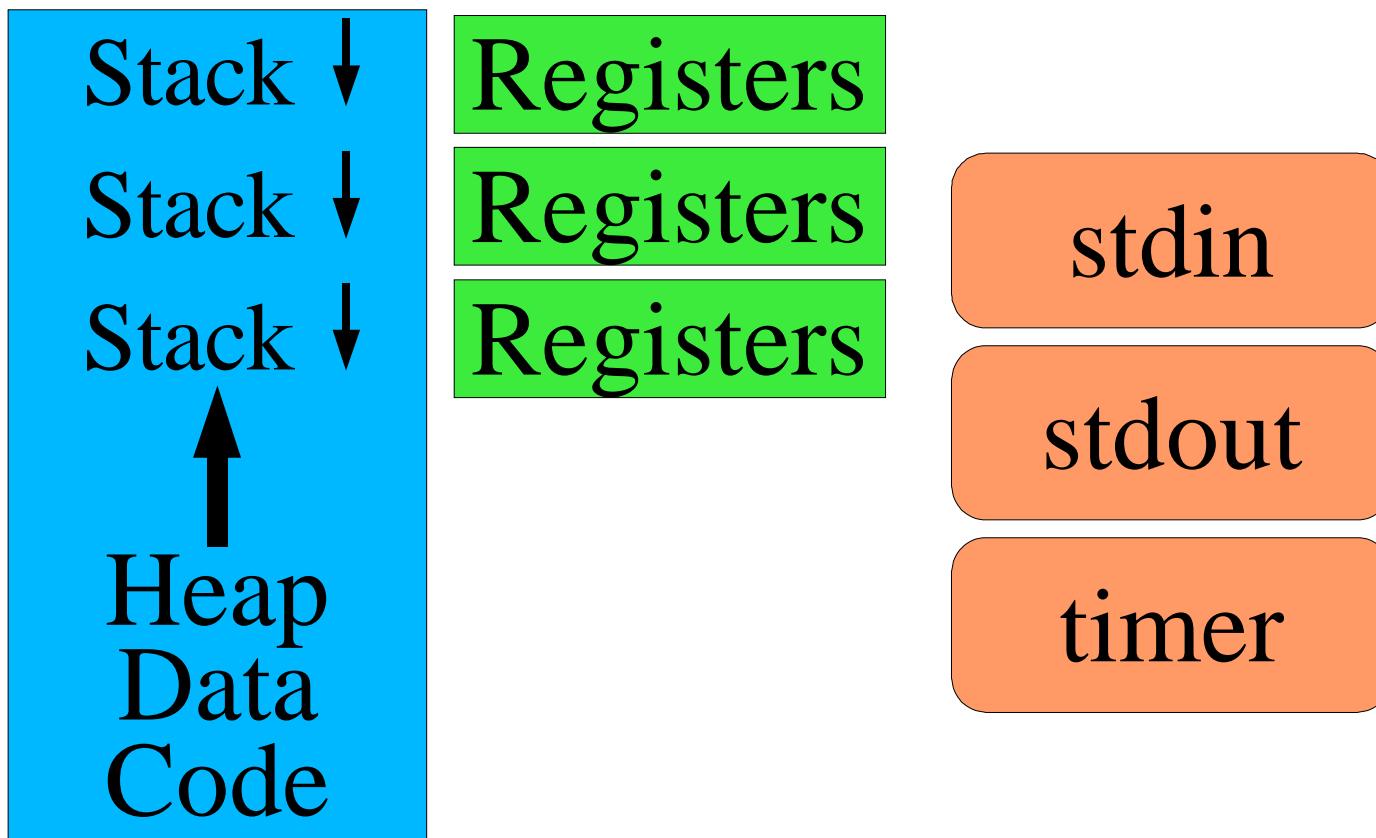 Stack
Stack
Stack
Heap
Data
Code
Registers
Registers
Registers
stdin
stdout
timer